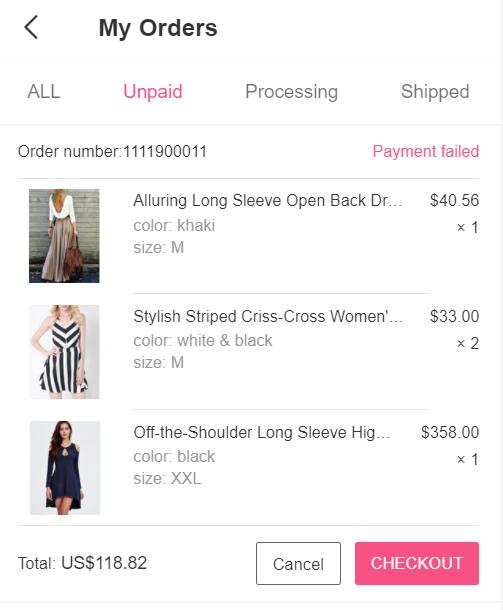 My Orders
ALL Unpaid Processing Shipped
Order number:1111900011 Payment failed
Alluring Long Sleeve Open Back Dr... $40.56
color: khaki × 1
size: M
Stylish Striped Criss-Cross Women'... $33.00
color: white & black × 2
size: M
Off-the-Shoulder Long Sleeve Hig... $358.00
color: black × 1
size: XXL
Total: US$118.82 Cancel CHECKOUT